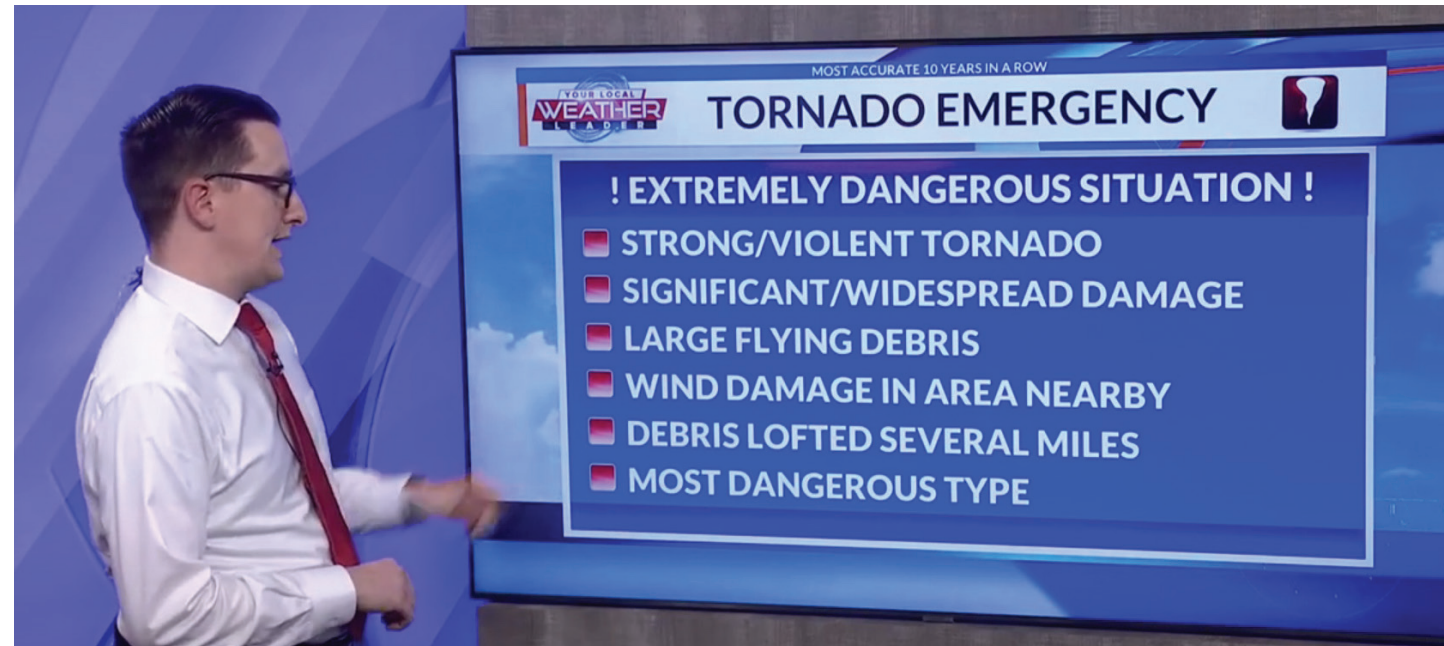 MOST ACCURATE 10 YEARS IN A ROW
YOUR LOCAL
WEATHER
LEADER
TORNADO EMERGENCY
! EXTREMELY DANGEROUS SITUATION !
STRONG/VIOLENT TORNADO
SIGNIFICANT/WIDESPREAD DAMAGE
LARGE FLYING DEBRIS
WIND DAMAGE IN AREA NEARBY
DEBRIS LOFTED SEVERAL MILES
MOST DANGEROUS TYPE